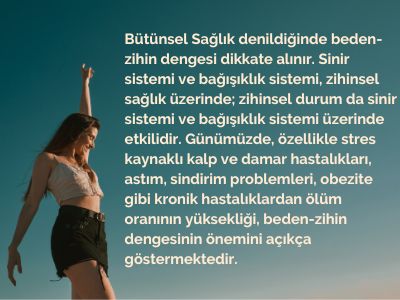 Bütünsel Sağlık denildiğinde beden-
zihin dengesi dikkate alınır. Sinir
sistemi ve bağışıklık sistemi, zihinsel
sağlık üzerinde; zihinsel durum da sinir
sistemi ve bağışıklık sistemi üzerinde
etkilidir. Günümüzde, özellikle stres
kaynaklı kalp ve damar hastalıkları,
astım, sindirim problemleri, obezite
gibi kronik hastalıklardan ölüm
oranının yüksekliği, beden-zihin
dengesinin önemini açıkça
göstermektedir.